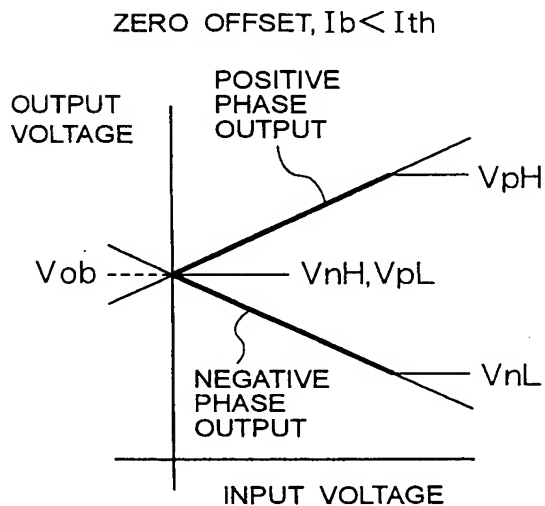 ZERO OFFSET, Ib< Ith
POSITIVE
PHASE
OUTPUT
OUTPUT
VOLTAGE
VpH
Vob
VnH,VpL
VnL
NEGATIVE
PHASE
OUTPUT
INPUT VOLTAGE